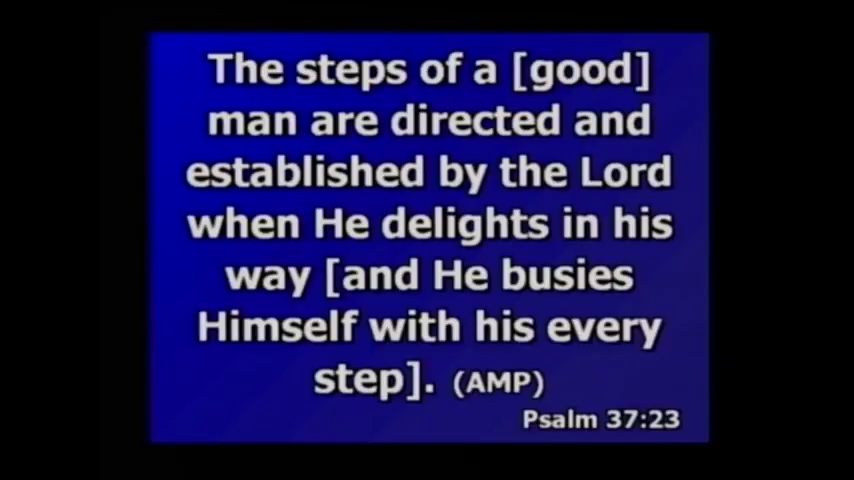 The steps of a [good]
man are directed and
established by the Lord
when He delights in his
way [and He busies
Himself with his every
step]. (AMP)
Psalm 37:23